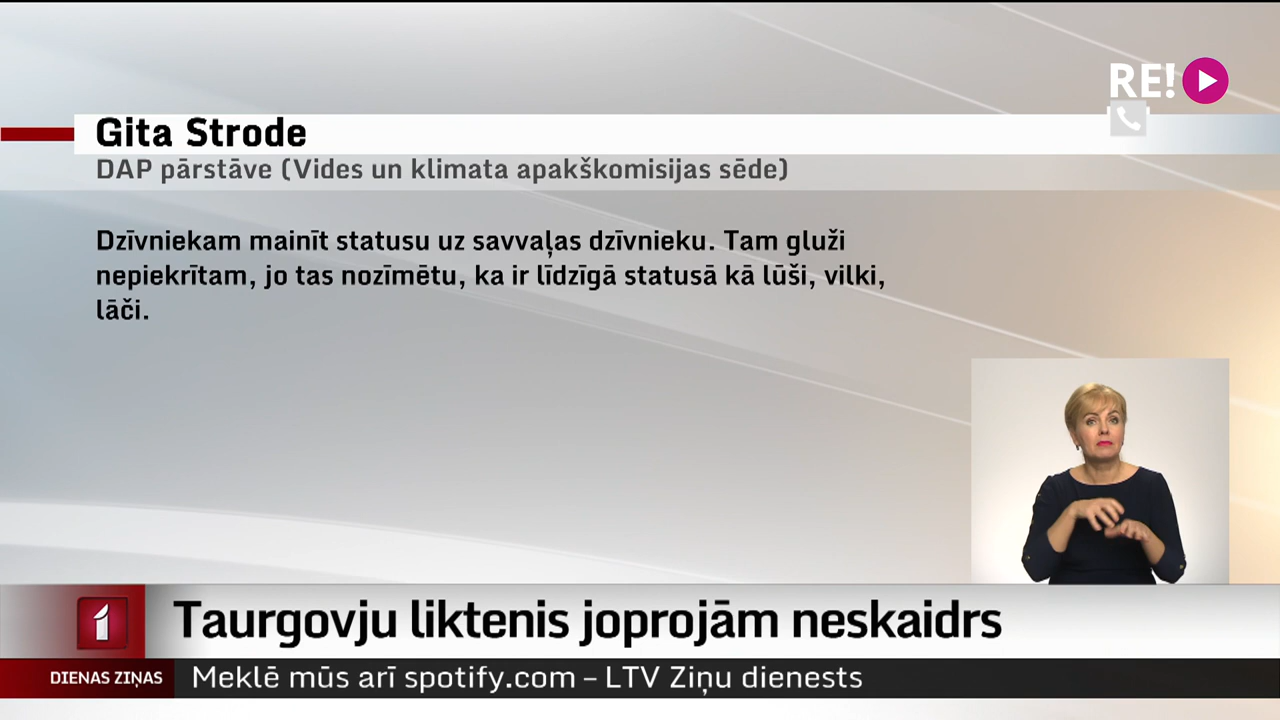 RE!
Gita Strode
DAP pārstāve (Vides un klimata apakškomisijas sēde)
Dzīvniekam mainīt statusu uz savvaļas dzīvnieku. Tam gluži
nepiekrītam, jo tas nozīmētu, ka ir līdzīgā statusā kā lūši, vilki,
lāči.
1
Taurgovju liktenis joprojām neskaidrs
DIENAS ZIŅAS
Meklē mūs arī spotify.com – LTV Ziņu dienests